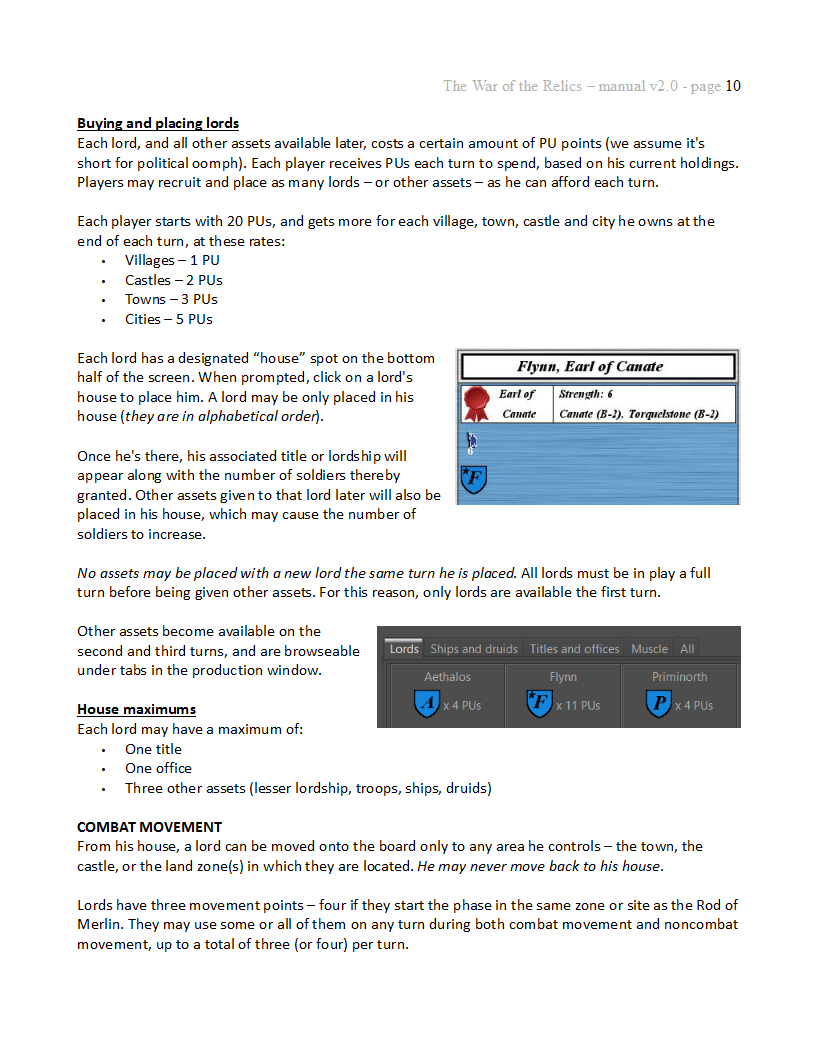 The War of the Relics – manual v2.0 - page 10
Buying and placing lords
Each lord, and all other assets available later, costs a certain amount of PU points (we assume it's
short for political oomph). Each player receives PUs each turn to spend, based on his current holdings.
Players may recruit and place as many lords – or other assets – as he can afford each turn.
Each player starts with 20 PUs, and gets more for each village, town, castle and city he owns at the
end of each turn, at these rates:
• Villages – 1 PU
• Castles – 2 PUs
• Towns – 3 PUs
• Cities – 5 PUs
Each lord has a designated “house” spot on the bottom
half of the screen. When prompted, click on a lord's
house to place him. A lord may be only placed in his
house (they are in alphabetical order).
Flynn, Earl of Canate
Earl of
Canate
Strength: 6
Canate (B-2), Torquelstone (B-2)
6
*F
Once he's there, his associated title or lordship will
appear along with the number of soldiers thereby
granted. Other assets given to that lord later will also be
placed in his house, which may cause the number of
soldiers to increase.
No assets may be placed with a new lord the same turn he is placed. All lords must be in play a full
turn before being given other assets. For this reason, only lords are available the first turn.
Other assets become available on the
second and third turns, and are browseable
under tabs in the production window.
Lords Ships and druids Titles and offices Muscle All
Aethalos Flynn Priminorth
A x 4 PUs *F x 11 PUs P x 4 PUs
House maximums
Each lord may have a maximum of:
• One title
• One office
• Three other assets (lesser lordship, troops, ships, druids)
COMBAT MOVEMENT
From his house, a lord can be moved onto the board only to any area he controls – the town, the
castle, or the land zone(s) in which they are located. He may never move back to his house.
Lords have three movement points – four if they start the phase in the same zone or site as the Rod of
Merlin. They may use some or all of them on any turn during both combat movement and noncombat
movement, up to a total of three (or four) per turn.